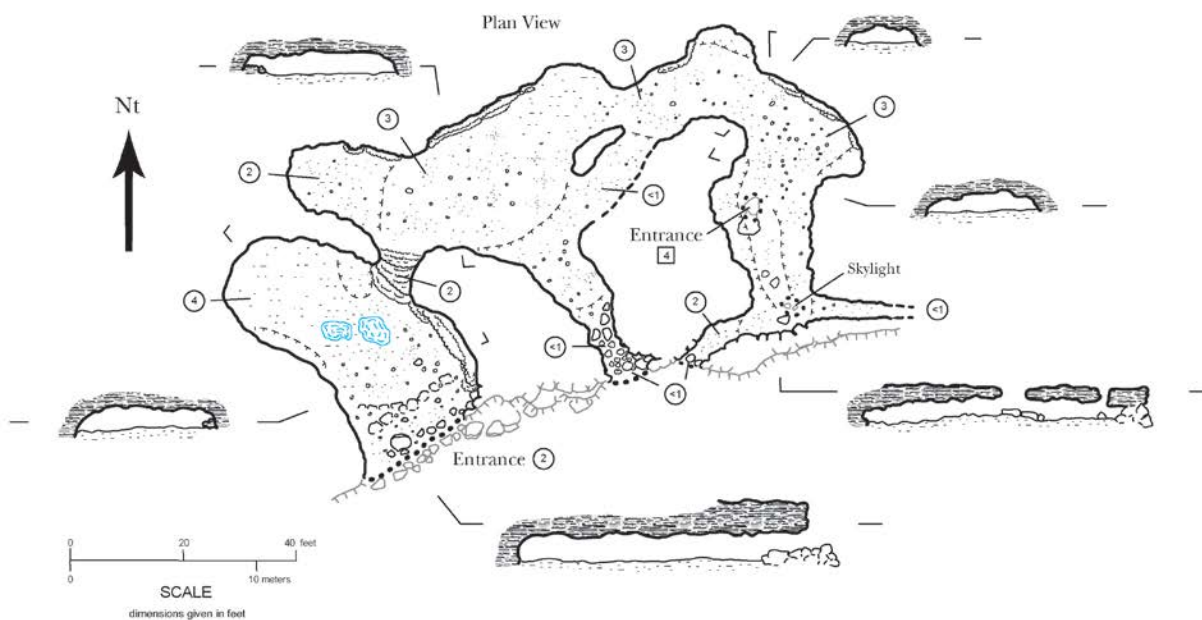 Plan View
Nt
3
3
3
2
<1
Entrance
4
Skylight
4
2
2
<1
<1
<1
Entrance 2
0 20 40 feet
0 10 meters
SCALE
dimensions given in feet